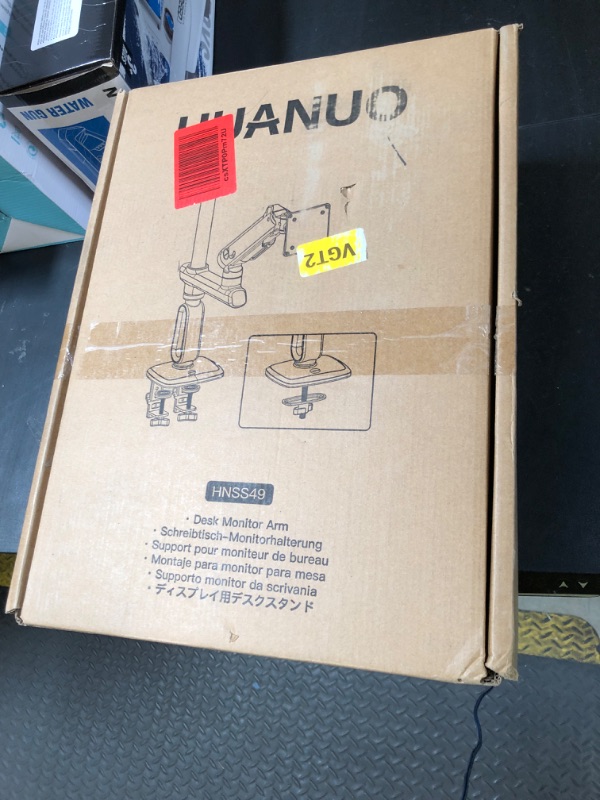 WATER GUN
HUANUO
csXTP6Pm72U
VGT2
HNSS49
· Desk Monitor Arm
· Schreibtisch-Monitorhalterung
· Support pour moniteur de bureau
· Montaje para monitor para mesa
· Supporto monitor da scrivania
· ディスプレイ用デスクスタンド